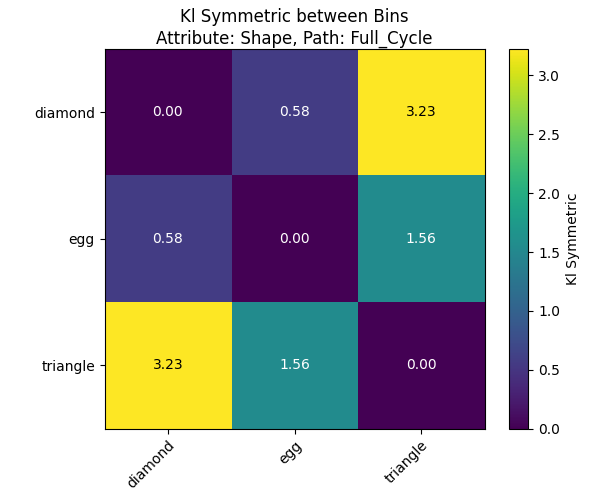 Kl Symmetric between Bins
Attribute: Shape, Path: Full_Cycle
diamond 0.00 0.58 3.23
egg 0.58 0.00 1.56
triangle 3.23 1.56 0.00
diamond egg triangle
3.0
2.5
2.0
1.5
1.0
0.5
0.0
Kl Symmetric